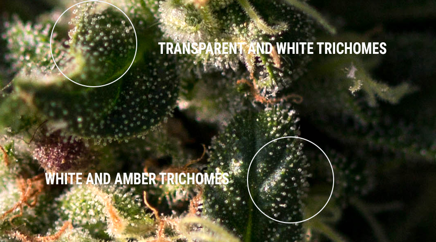 TRANSPARENT AND WHITE TRICHOMES
WHITE AND AMBER TRICHOMES